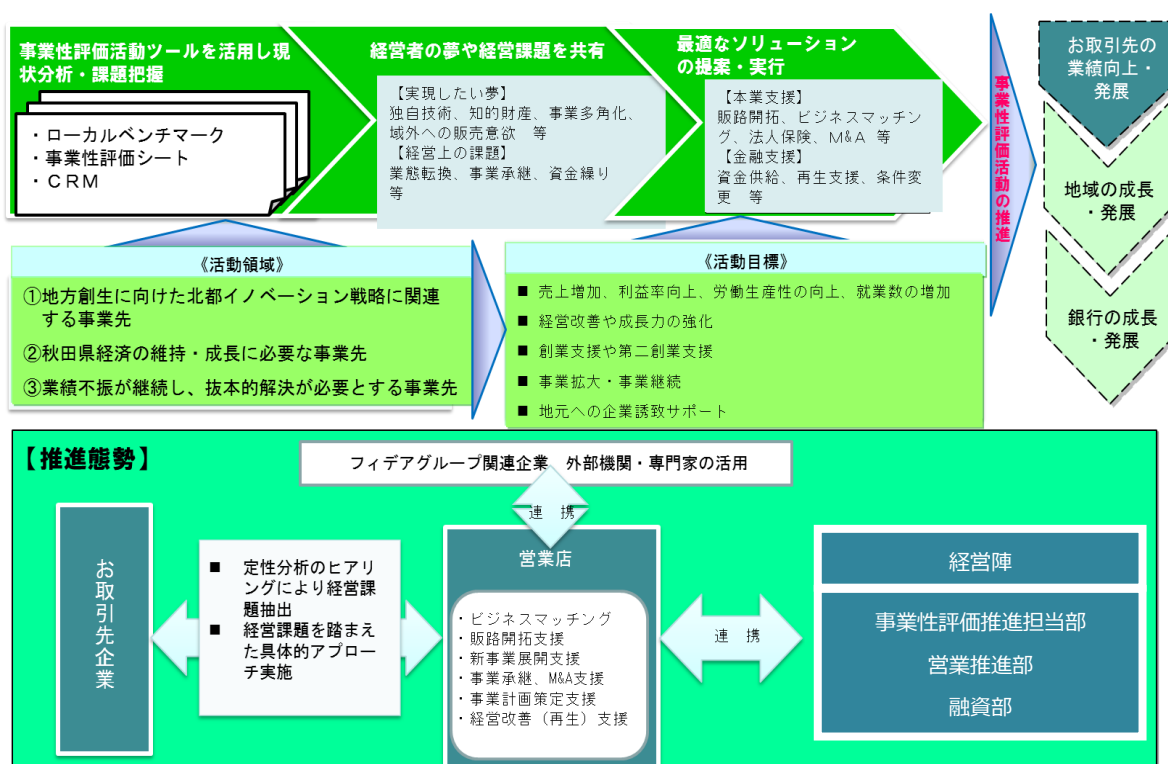 事業性評価活動ツールを活用し現
状分析・課題把握
・ローカルベンチマーク
・事業性評価シート
・ＣＲＭ
経営者の夢や経営課題を共有
【実現したい夢】
独自技術、知的財産、事業多角化、
域外への販売意欲　等
【経営上の課題】
業態転換、事業承継、資金繰り
等
最適なソリューション
の提案・実行
【本業支援】
販路開拓、ビジネスマッチン
グ、法人保険、M&A 等
【金融支援】
資金供給、再生支援、条件変
更　等
事業性評価活動の推進
お取引先の
業績向上・
発展
地域の成長
・発展
銀行の成長
・発展
《活動領域》
①地方創生に向けた北都イノベーション戦略に関連
する事業先
②秋田県経済の維持・成長に必要な事業先
③業績不振が継続し、抜本的解決が必要とする事業先
《活動目標》
■ 売上増加、利益率向上、労働生産性の向上、就業数の増加
■ 経営改善や成長力の強化
■ 創業支援や第二創業支援
■ 事業拡大・事業継続
■ 地元への企業誘致サポート
【推進態勢】
フィデアグループ関連企業　外部機関・専門家の活用
連　携
お取引先企業
■ 定性分析のヒアリ
ングにより経営課
題抽出
■ 経営課題を踏まえ
た具体的アプロー
チ実施
営業店
・ビジネスマッチング
・販路開拓支援
・新事業展開支援
・事業承継、M&A支援
・事業計画策定支援
・経営改善（再生）支援
連　携
経営陣
事業性評価推進担当部
営業推進部
融資部